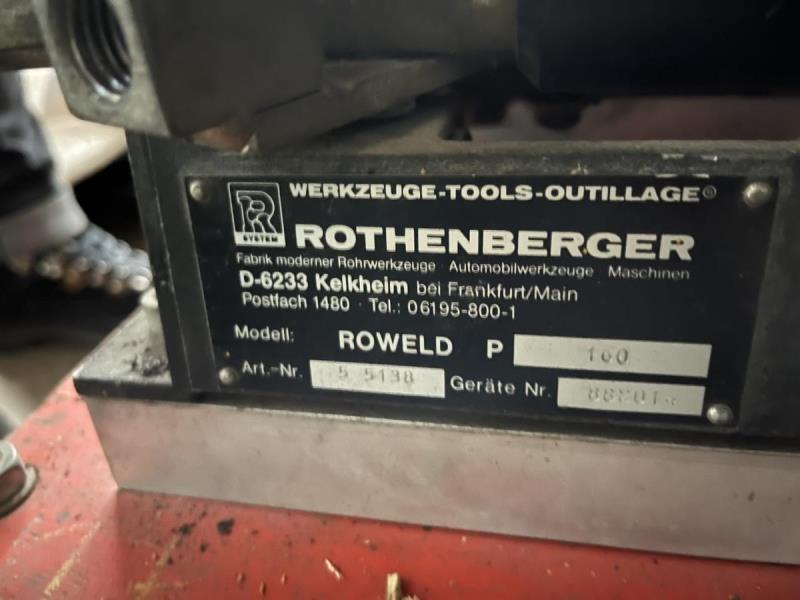 WERKZEUGE-TOOLS-OUTILLAGE®
R
SYSTEM
ROTHENBERGER
Fabrik moderner Rohrwerkzeuge · Automobilwerkzeuge · Maschinen
D-6233 Kelkheim bei Frankfurt/Main
Postfach 1480 · Tel.: 06195-800-1
Modell: ROWELD P 160
Art.-Nr. 5 5138 Geräte Nr.